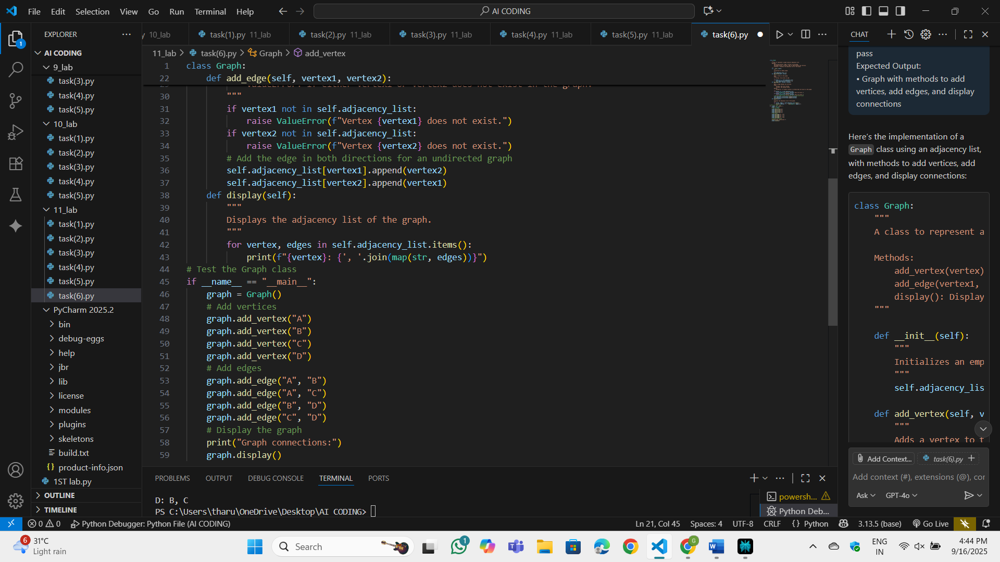 File Edit Selection View Go Run Terminal Help
AI CODING
EXPLORER
1
AI CODING
9_lab
task(3).py
task(4).py
task(5).py
10_lab
task(1).py
task(2).py
task(3).py
task(4).py
task(5).py
11_lab
task(1).py
task(2).py
task(3).py
task(4).py
task(5).py
task(6).py
PyCharm 2025.2
bin
debug-eggs
help
jbr
lib
license
modules
plugins
skeletons
build.txt
product-info.json
1ST lab.py
OUTLINE
TIMELINE
10_lab
task(1).py 11_lab
task(2).py 11_lab
task(3).py 11_lab
task(4).py 11_lab
task(5).py 11_lab
task(6).py
11_lab > task(6).py > Graph > add_vertex
1 class Graph:
22 def add_edge(self, vertex1, vertex2):
30 """
31 if vertex1 not in self.adjacency_list:
32 raise ValueError(f"Vertex {vertex1} does not exist.")
33 if vertex2 not in self.adjacency_list:
34 raise ValueError(f"Vertex {vertex2} does not exist.")
35 # Add the edge in both directions for an undirected graph
36 self.adjacency_list[vertex1].append(vertex2)
37 self.adjacency_list[vertex2].append(vertex1)
38 def display(self):
39 """
40 Displays the adjacency list of the graph.
41 """
42 for vertex, edges in self.adjacency_list.items():
43 print(f"{vertex}: {', '.join(map(str, edges))}")
44 # Test the Graph class
45 if __name__ == "__main__":
46 graph = Graph()
47 # Add vertices
48 graph.add_vertex("A")
49 graph.add_vertex("B")
50 graph.add_vertex("C")
51 graph.add_vertex("D")
52 # Add edges
53 graph.add_edge("A", "B")
54 graph.add_edge("A", "C")
55 graph.add_edge("B", "D")
56 graph.add_edge("C", "D")
57 # Display the graph
58 print("Graph connections:")
59 graph.display()
PROBLEMS OUTPUT DEBUG CONSOLE TERMINAL PORTS
D: B, C
PS C:\Users\tharu\OneDrive\Desktop\AI CODING>
powersh...
Python Deb...
CHAT
pass
Expected Output:
• Graph with methods to add
vertices, add edges, and display
connections
Here's the implementation of a
Graph class using an adjacency list,
with methods to add vertices, add
edges, and display connections:
class Graph:
"""
A class to represent a
Methods:
add_vertex(vertex)
add_edge(vertex1,
display(): Display
"""
def __init__(self):
"""
Initializes an emp
"""
self.adjacency_lis
def add_vertex(self, v
"""
Adds a vertex to t
Add Context... task(6).py +
Add context (#), extensions (@), cor
Ask GPT-4o
0 0 Python Debugger: Python File (AI CODING)
Ln 21, Col 45 Spaces: 4 UTF-8 CRLF {} Python 3.13.5 (base) Go Live
6
31°C
Light rain
Search
1
G
ENG
IN
4:44 PM
9/16/2025